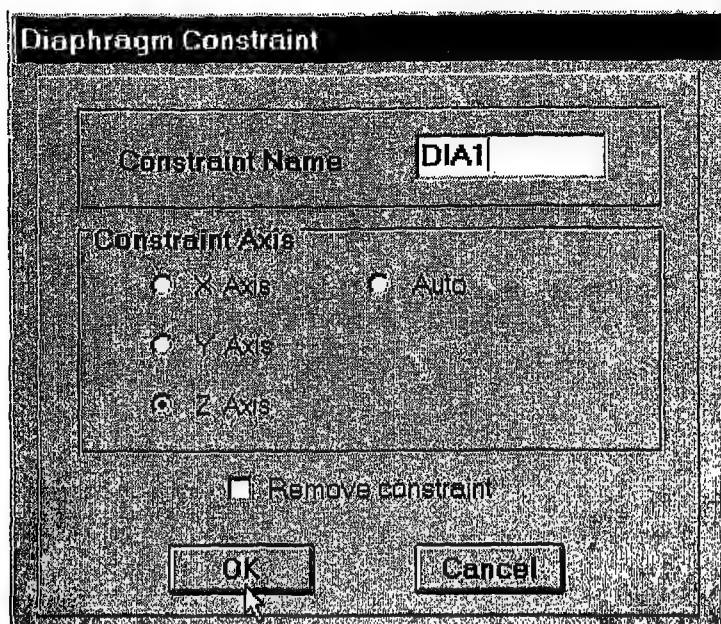 Diaphragm Constraint
Constraint Name DIA1
Constraint Axis
X Axis Auto
Y Axis
Z Axis
Remove constraint
OK Cancel